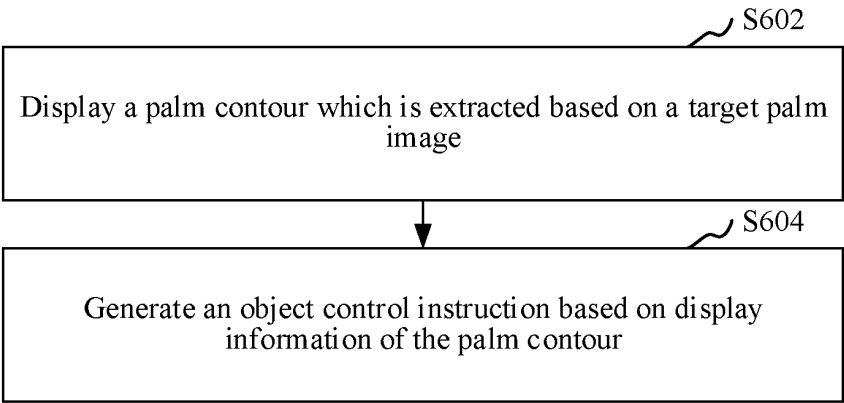 S602
Display a palm contour which is extracted based on a target palm
image
S604
Generate an object control instruction based on display
information of the palm contour